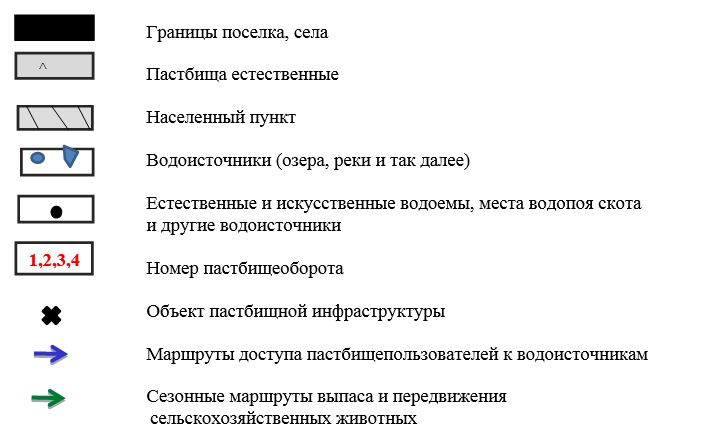 Границы поселка, села
^
Пастбища естественные
Населенный пункт
Водоисточники (озера, реки и так далее)
Естественные и искусственные водоемы, места водопоя скота
и другие водоисточники
1,2,3,4
Номер пастбищеоборота
Объект пастбищной инфраструктуры
Маршруты доступа пастбищепользователей к водоисточникам
Сезонные маршруты выпаса и передвижения
сельскохозяйственных животных